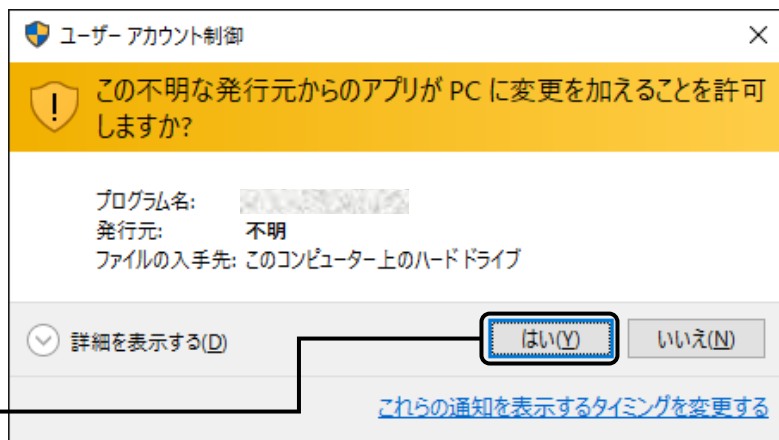 ユーザー アカウント制御
この不明な発行元からのアプリが PC に変更を加えることを許可
しますか?
プログラム名:
発行元: 不明
ファイルの入手先: このコンピューター上のハード ドライブ
詳細を表示する(D)
はい(Y)
いいえ(N)
これらの通知を表示するタイミングを変更する